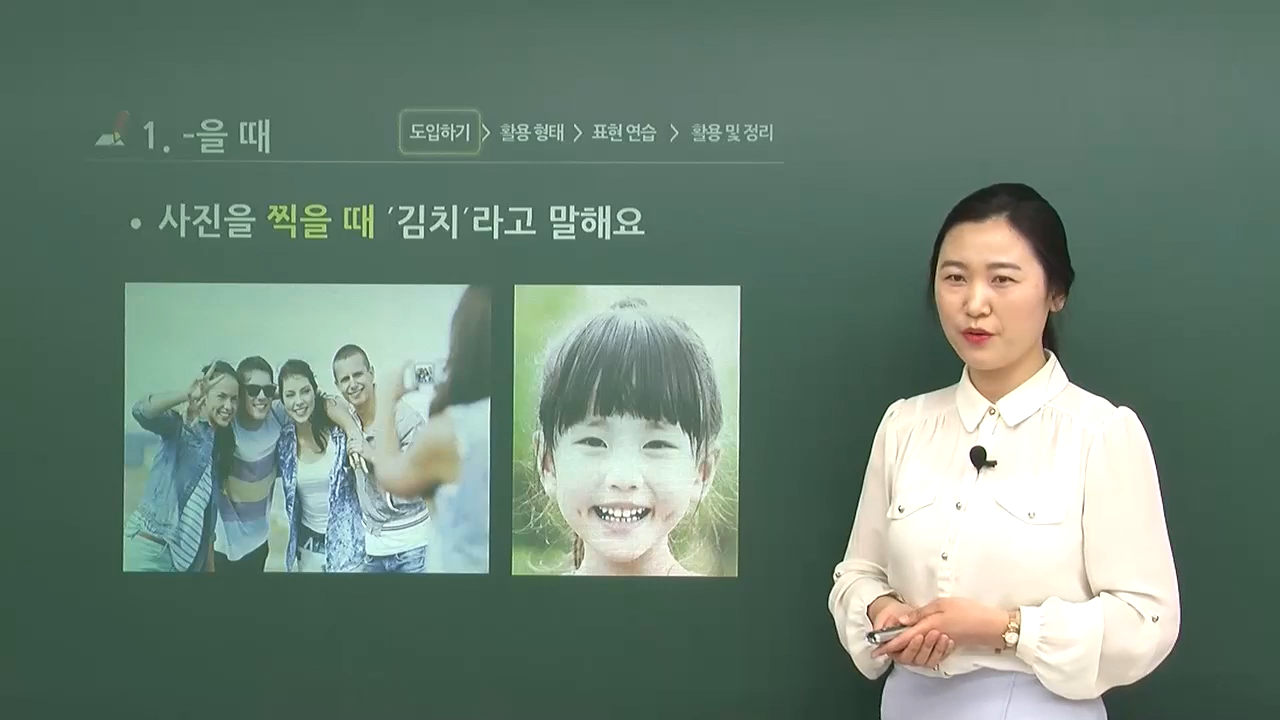 1. -을 때
도입하기 > 활용 형태 > 표현 연습 > 활용 및 정리
• 사진을 찍을 때 ´김치´라고 말해요